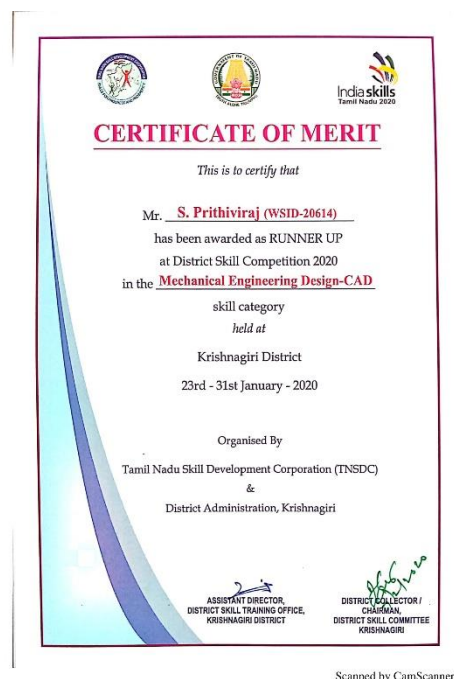 India skills
Tamil Nadu 2020
CERTIFICATE OF MERIT
This is to certify that
Mr. S. Prithiviraj (WSID-20614)
has been awarded as RUNNER UP
at District Skill Competition 2020
in the Mechanical Engineering Design-CAD
skill category
held at
Krishnagiri District
23rd - 31st January - 2020
Organised By
Tamil Nadu Skill Development Corporation (TNSDC)
&
District Administration, Krishnagiri
ASSISTANT DIRECTOR,
DISTRICT SKILL TRAINING OFFICE,
KRISHNAGIRI DISTRICT
DISTRICT COLLECTOR /
CHAIRMAN,
DISTRICT SKILL COMMITTEE
KRISHNAGIRI
Scanned by CamScanner